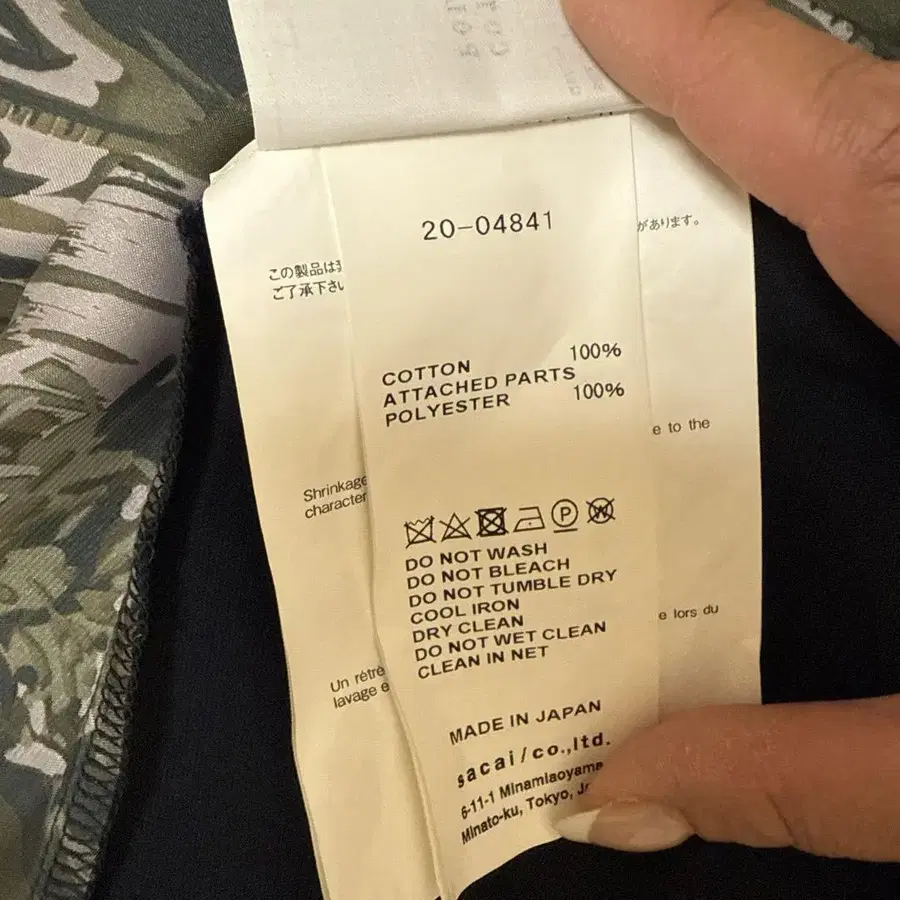 20-04841
この製品は
ご了承下さい
があります。
COTTON 100%
ATTACHED PARTS
POLYESTER 100%
e to the
Shrinkage
character
DO NOT WASH
DO NOT BLEACH
DO NOT TUMBLE DRY
COOL IRON
DRY CLEAN
DO NOT WET CLEAN
CLEAN IN NET
e lors du
Un rétré
lavage e
MADE IN JAPAN
sacai/co.,ltd.
6-11-1 Minamiaoyama
Minato-ku, Tokyo,